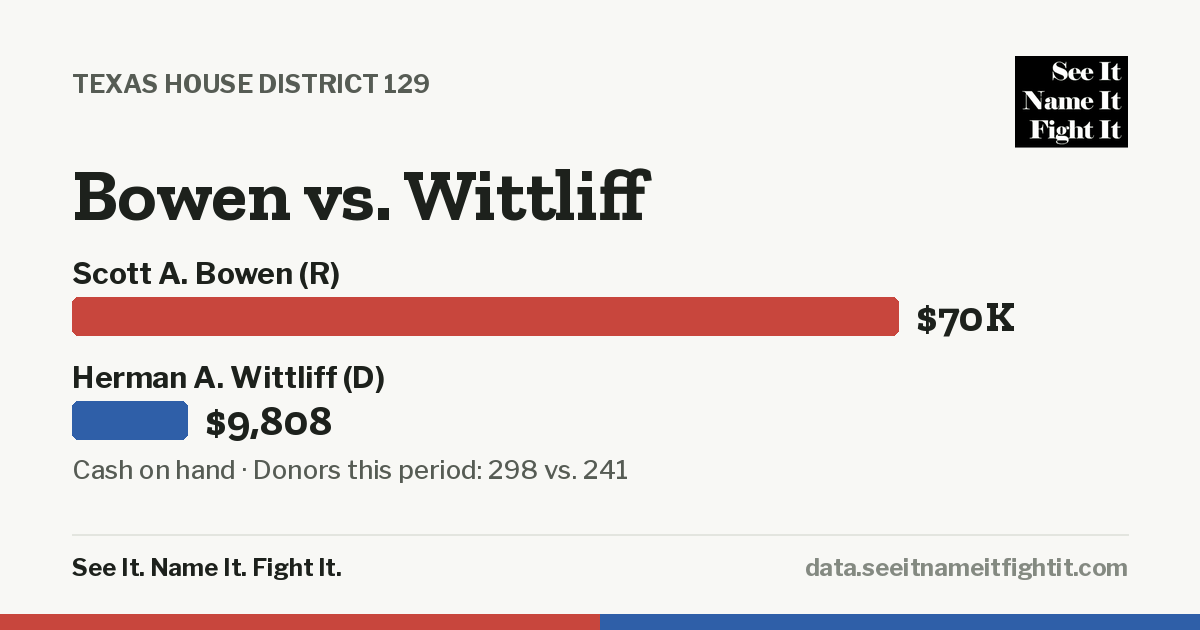 TEXAS HOUSE DISTRICT 129
See It
Name It
Fight It
Bowen vs. Wittliff
Scott A. Bowen (R)
$70K
Herman A. Wittliff (D)
$9,808
Cash on hand · Donors this period: 298 vs. 241
See It. Name It. Fight It.
data.seeitnameitfightit.com